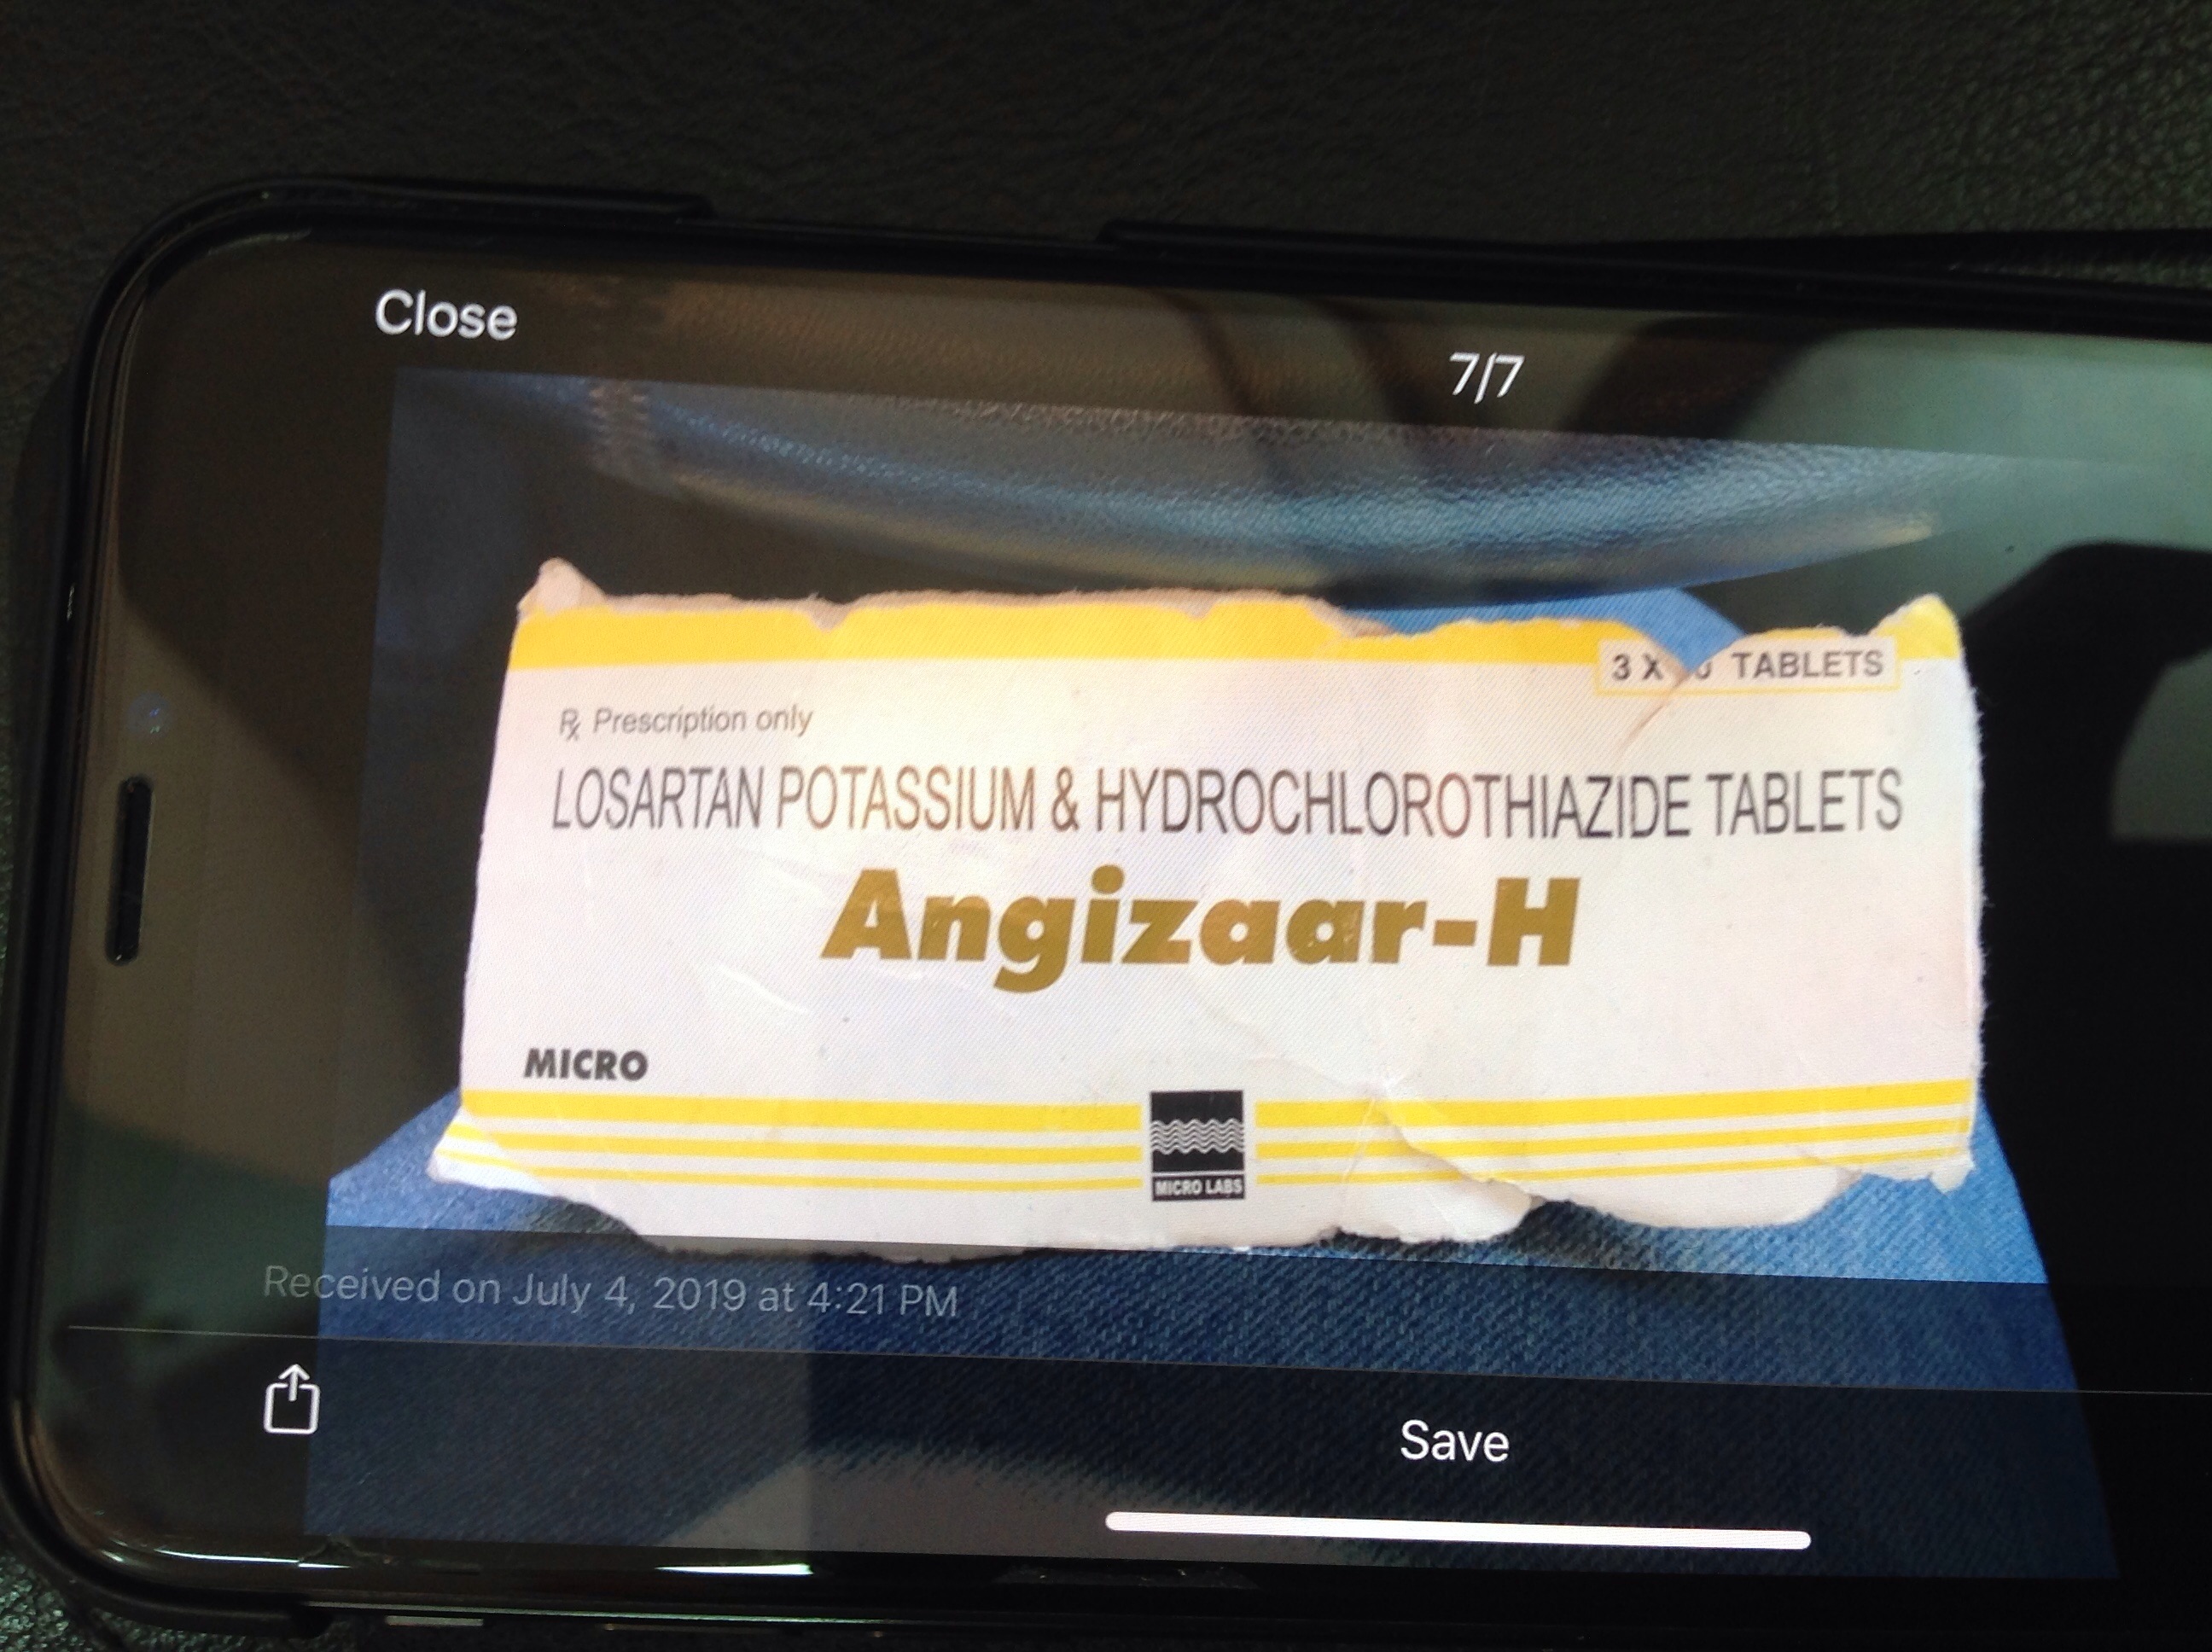 Close
7/7
3 X TABLETS
℞ Prescription only
LOSARTAN POTASSIUM & HYDROCHLOROTHIAZIDE TABLETS
Angizaar-H
MICRO
MICRO LABS
Received on July 4, 2019 at 4:21 PM
Save